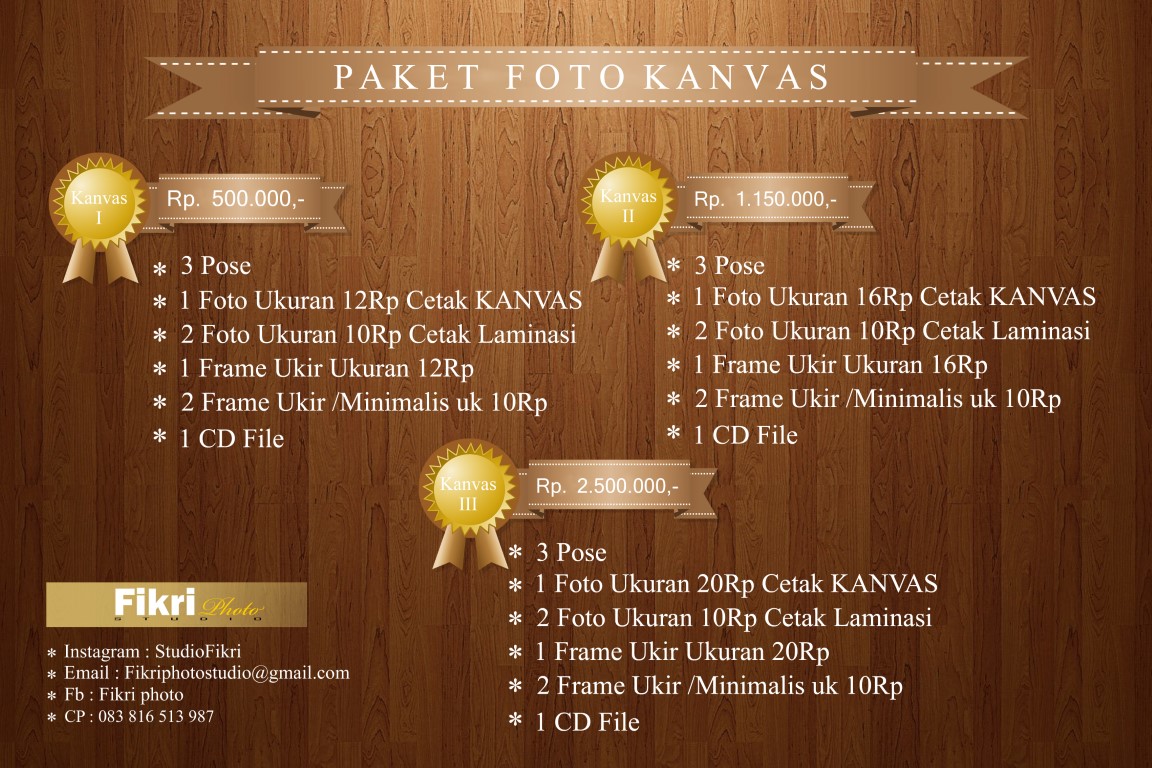 PAKET FOTO KANVAS
Kanvas
I
Rp. 500.000,-
* 3 Pose
* 1 Foto Ukuran 12Rp Cetak KANVAS
* 2 Foto Ukuran 10Rp Cetak Laminasi
* 1 Frame Ukir Ukuran 12Rp
* 2 Frame Ukir /Minimalis uk 10Rp
* 1 CD File
Kanvas
II
Rp. 1.150.000,-
* 3 Pose
* 1 Foto Ukuran 16Rp Cetak KANVAS
* 2 Foto Ukuran 10Rp Cetak Laminasi
* 1 Frame Ukir Ukuran 16Rp
* 2 Frame Ukir /Minimalis uk 10Rp
* 1 CD File
Kanvas
III
Rp. 2.500.000,-
* 3 Pose
* 1 Foto Ukuran 20Rp Cetak KANVAS
* 2 Foto Ukuran 10Rp Cetak Laminasi
* 1 Frame Ukir Ukuran 20Rp
* 2 Frame Ukir /Minimalis uk 10Rp
* 1 CD File
Fikri Photo
STUDIO
* Instagram : StudioFikri
* Email : Fikriphotostudio@gmail.com
* Fb : Fikri photo
* CP : 083 816 513 987